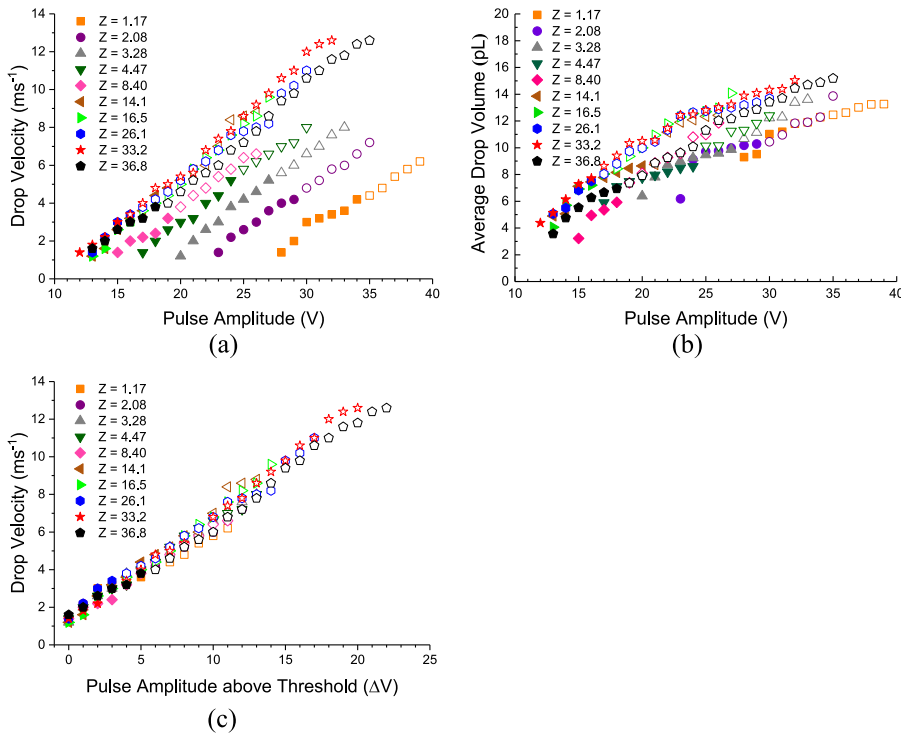 14
12
10
8
6
4
2
0
Drop Velocity (ms⁻¹)
Z = 1.17
Z = 2.08
Z = 3.28
Z = 4.47
Z = 8.40
Z = 14.1
Z = 16.5
Z = 26.1
Z = 33.2
Z = 36.8
10 15 20 25 30 35 40
Pulse Amplitude (V)
(a)
20
18
16
14
12
10
8
6
4
2
0
Average Drop Volume (pL)
Z = 1.17
Z = 2.08
Z = 3.28
Z = 4.47
Z = 8.40
Z = 14.1
Z = 16.5
Z = 26.1
Z = 33.2
Z = 36.8
10 15 20 25 30 35 40
Pulse Amplitude (V)
(b)
14
12
10
8
6
4
2
0
Drop Velocity (ms⁻¹)
Z = 1.17
Z = 2.08
Z = 3.28
Z = 4.47
Z = 8.40
Z = 14.1
Z = 16.5
Z = 26.1
Z = 33.2
Z = 36.8
0 5 10 15 20 25
Pulse Amplitude above Threshold (ΔV)
(c)